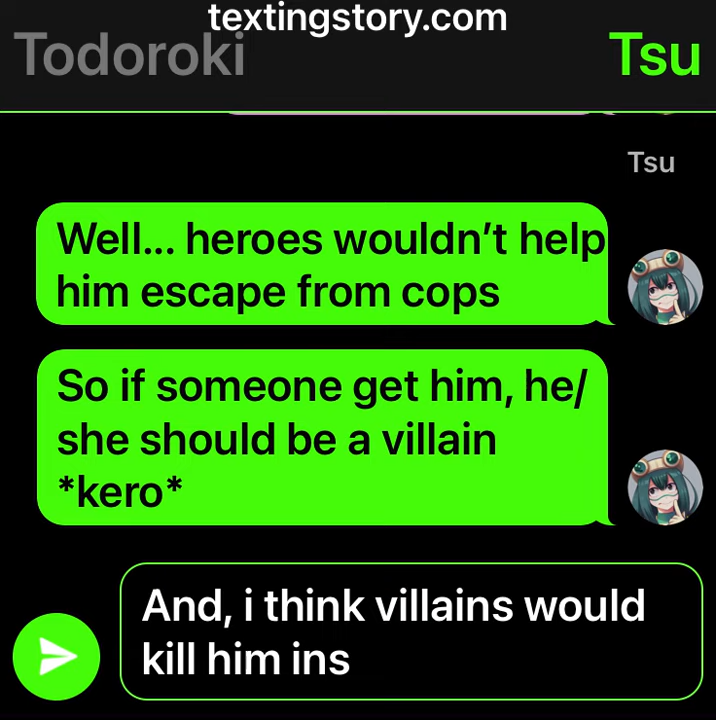 textingstory.com
Todoroki
Tsu
Tsu
Well... heroes wouldn’t help
him escape from cops
So if someone get him, he/
she should be a villain
*kero*
And, i think villains would
kill him ins